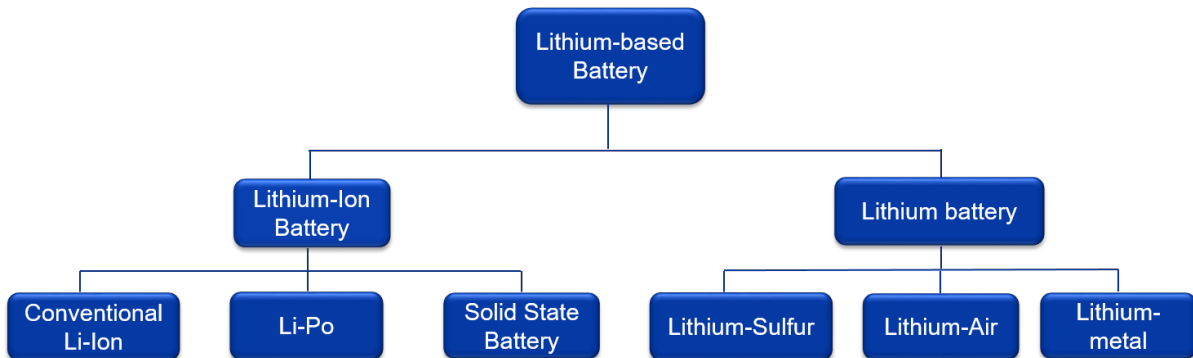 Lithium-based
Battery
Lithium-Ion
Battery
Lithium battery
Conventional
Li-Ion
Li-Po
Solid State
Battery
Lithium-Sulfur
Lithium-Air
Lithium-
metal